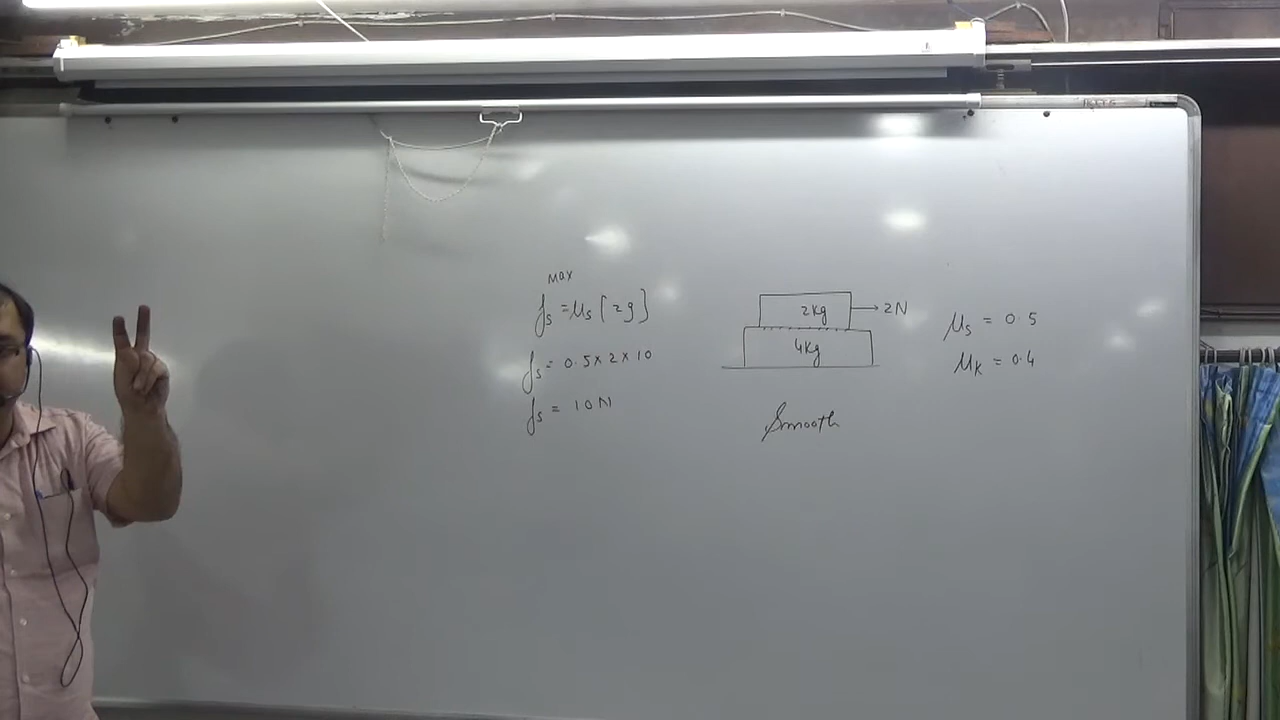 MAX
fs = μs [2g]
fs = 0.5 × 2 × 10
fs = 10 N
2kg → 2N
4kg
Smooth
μs = 0.5
μK = 0.4